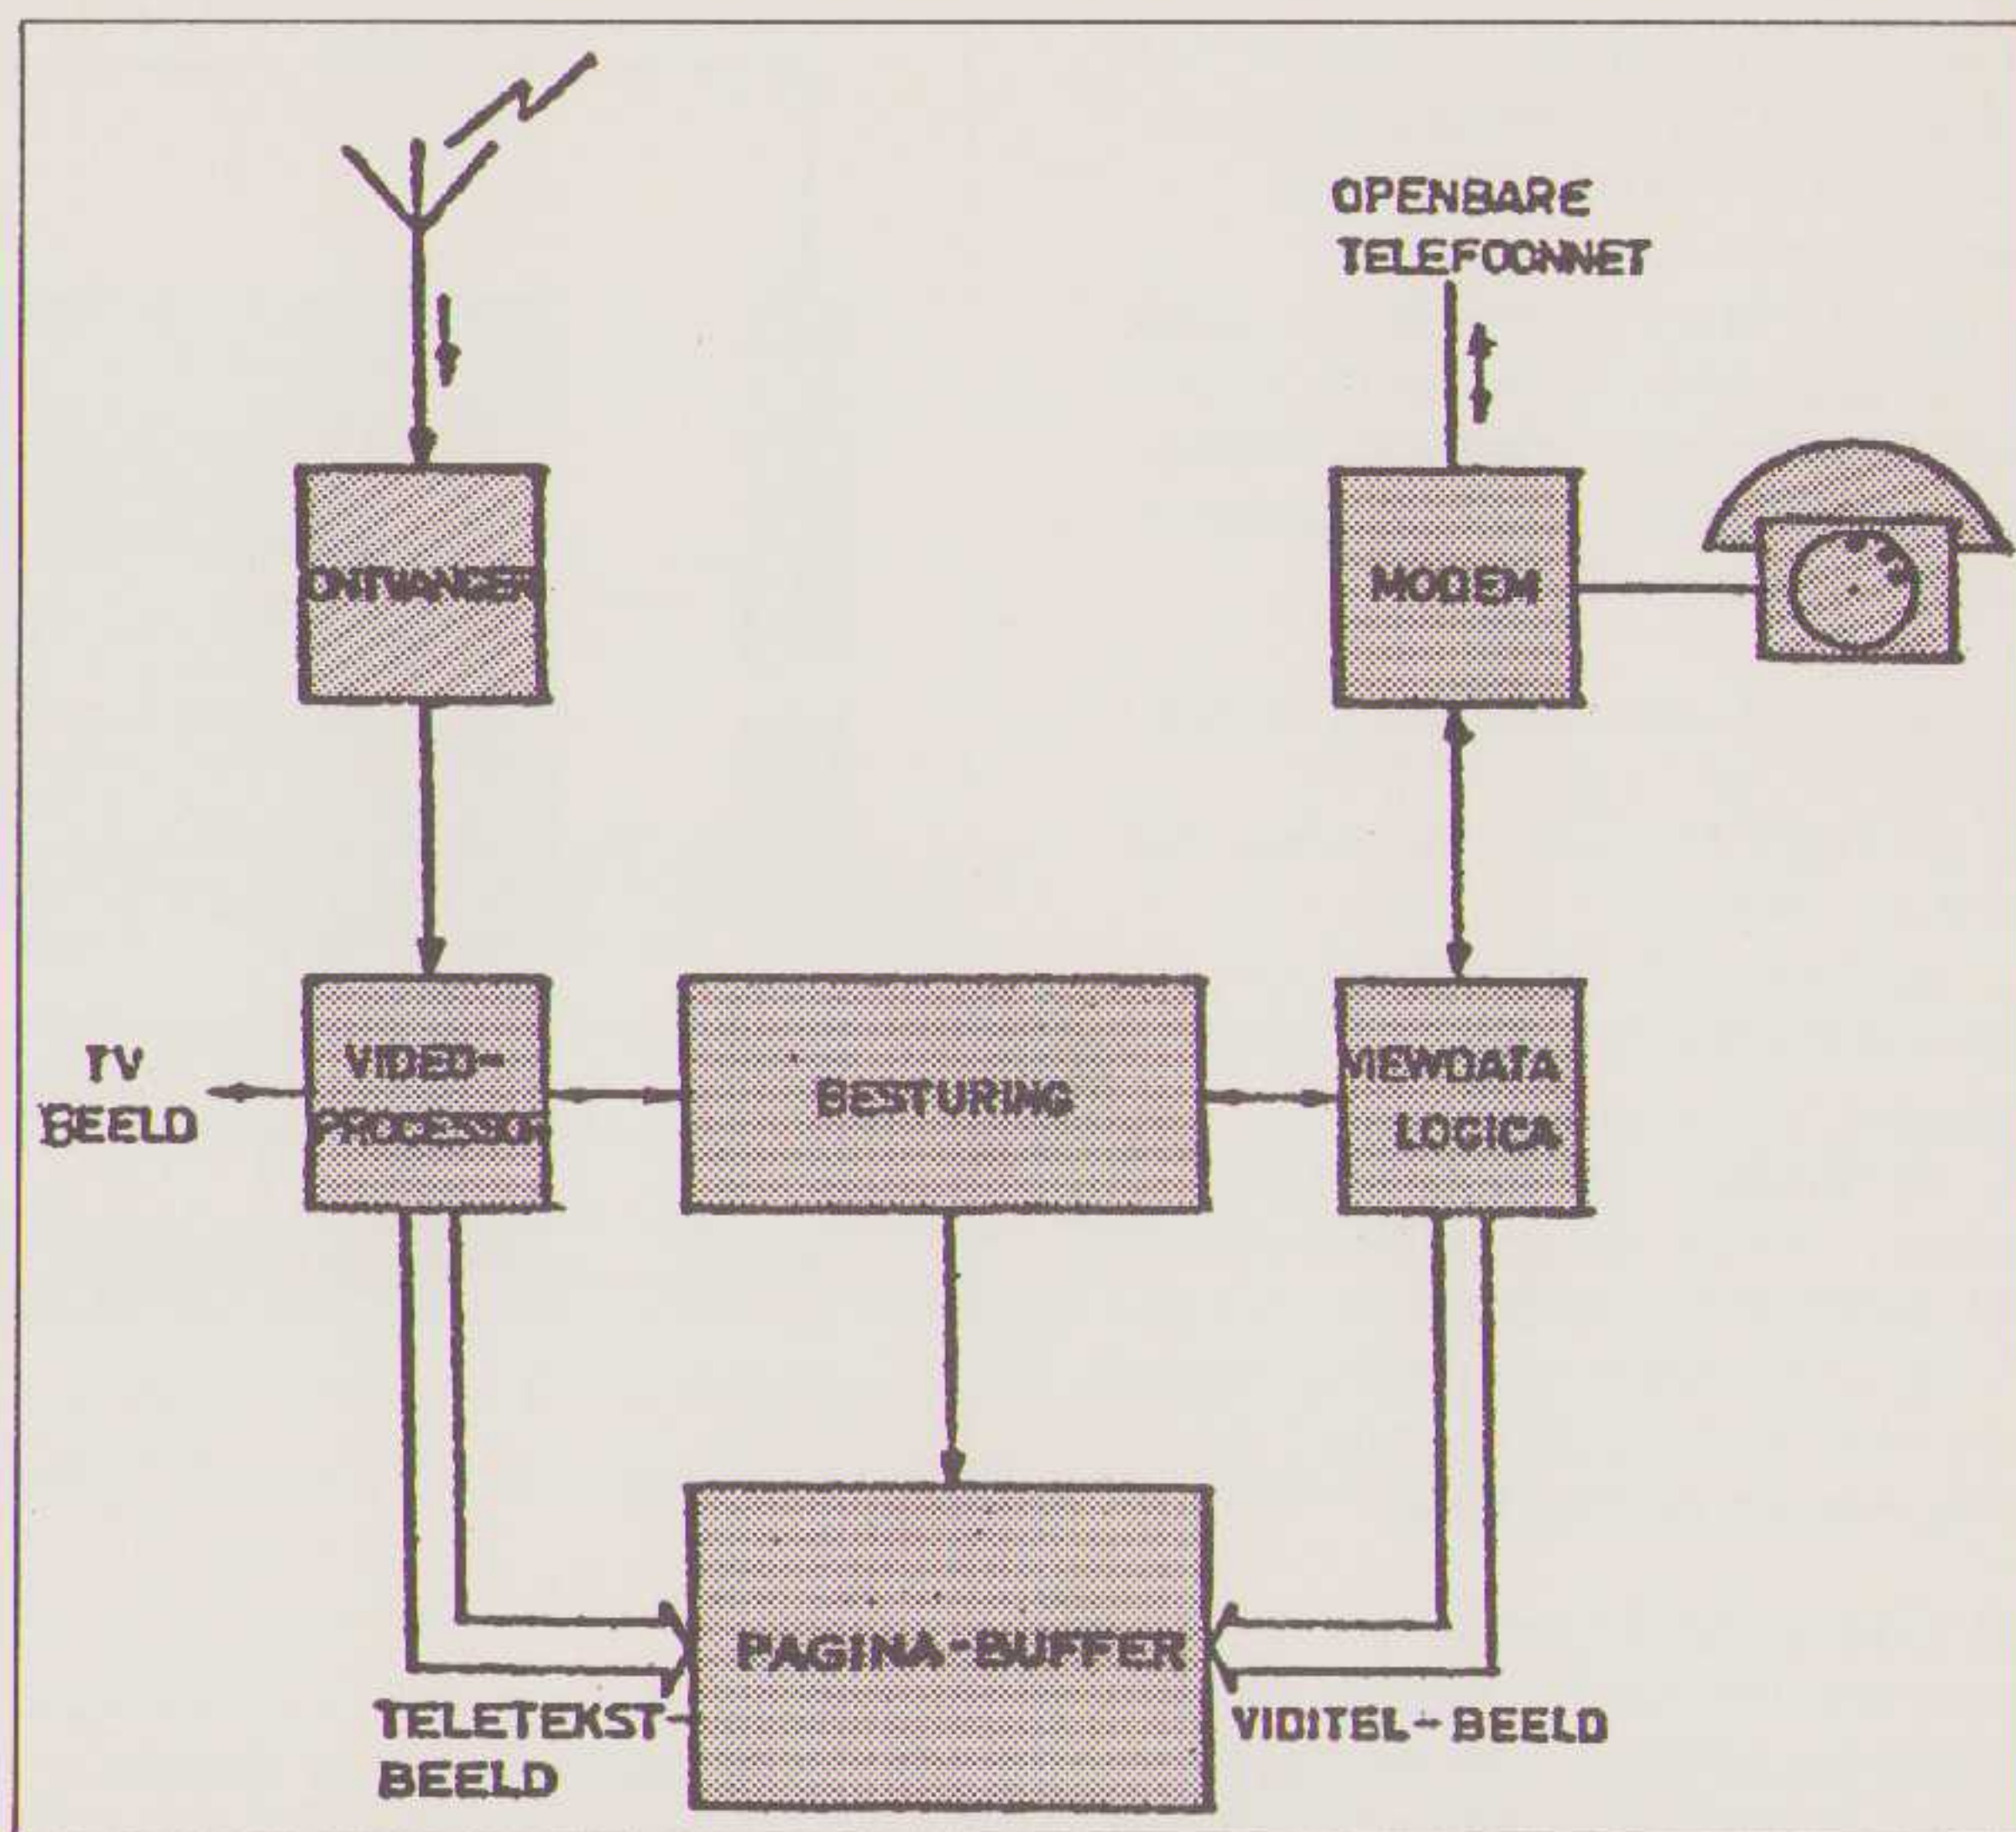 OPENBARE
TELEFOONNET
ONTVANGER
MODEM
TV
BEELD
VIDEO-
PROCESSOR
BESTURING
VIEWDATA
LOGICA
PAGINA-BUFFER
TELETEKST-
BEELD
VIDITEL-BEELD